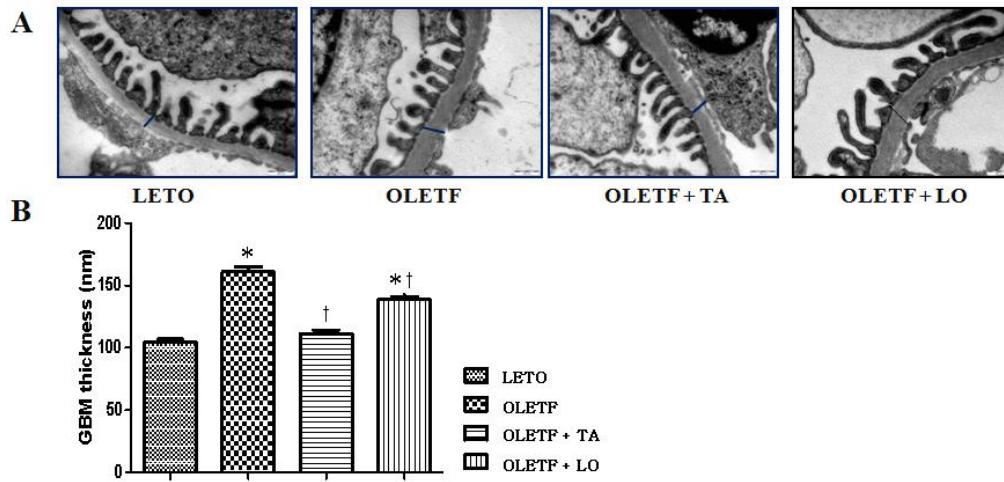 A
LETO
OLETF
OLETF + TA
OLETF + LO
B
GBM thickness (nm)
200
150
100
50
0
*
*
†
*†
LETO
OLETF
OLETF + TA
OLETF + LO